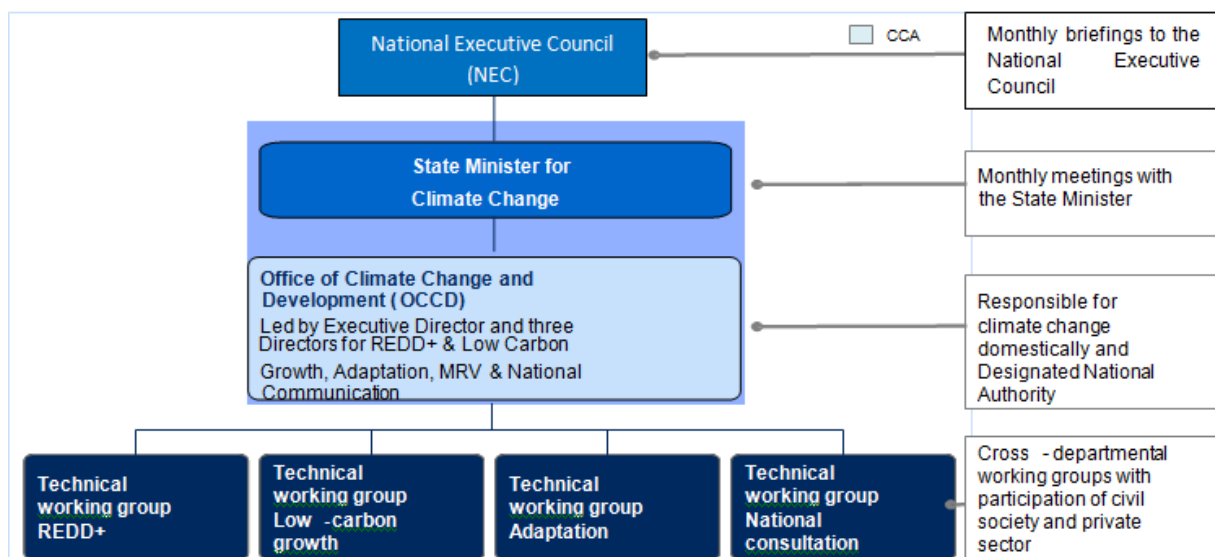 National Executive Council
(NEC)
CCA
Monthly briefings to the
National Executive
Council
State Minister for
Climate Change
Monthly meetings with
the State Minister
Office of Climate Change and
Development (OCCD)
Led by Executive Director and three
Directors for REDD+ & Low Carbon
Growth, Adaptation, MRV & National
Communication
Responsible for
climate change
domestically and
Designated National
Authority
Technical
working group
REDD+
Technical
working group
Low -carbon
growth
Technical
working group
Adaptation
Technical
working group
National
consultation
Cross - departmental
working groups with
participation of civil
society and private
sector